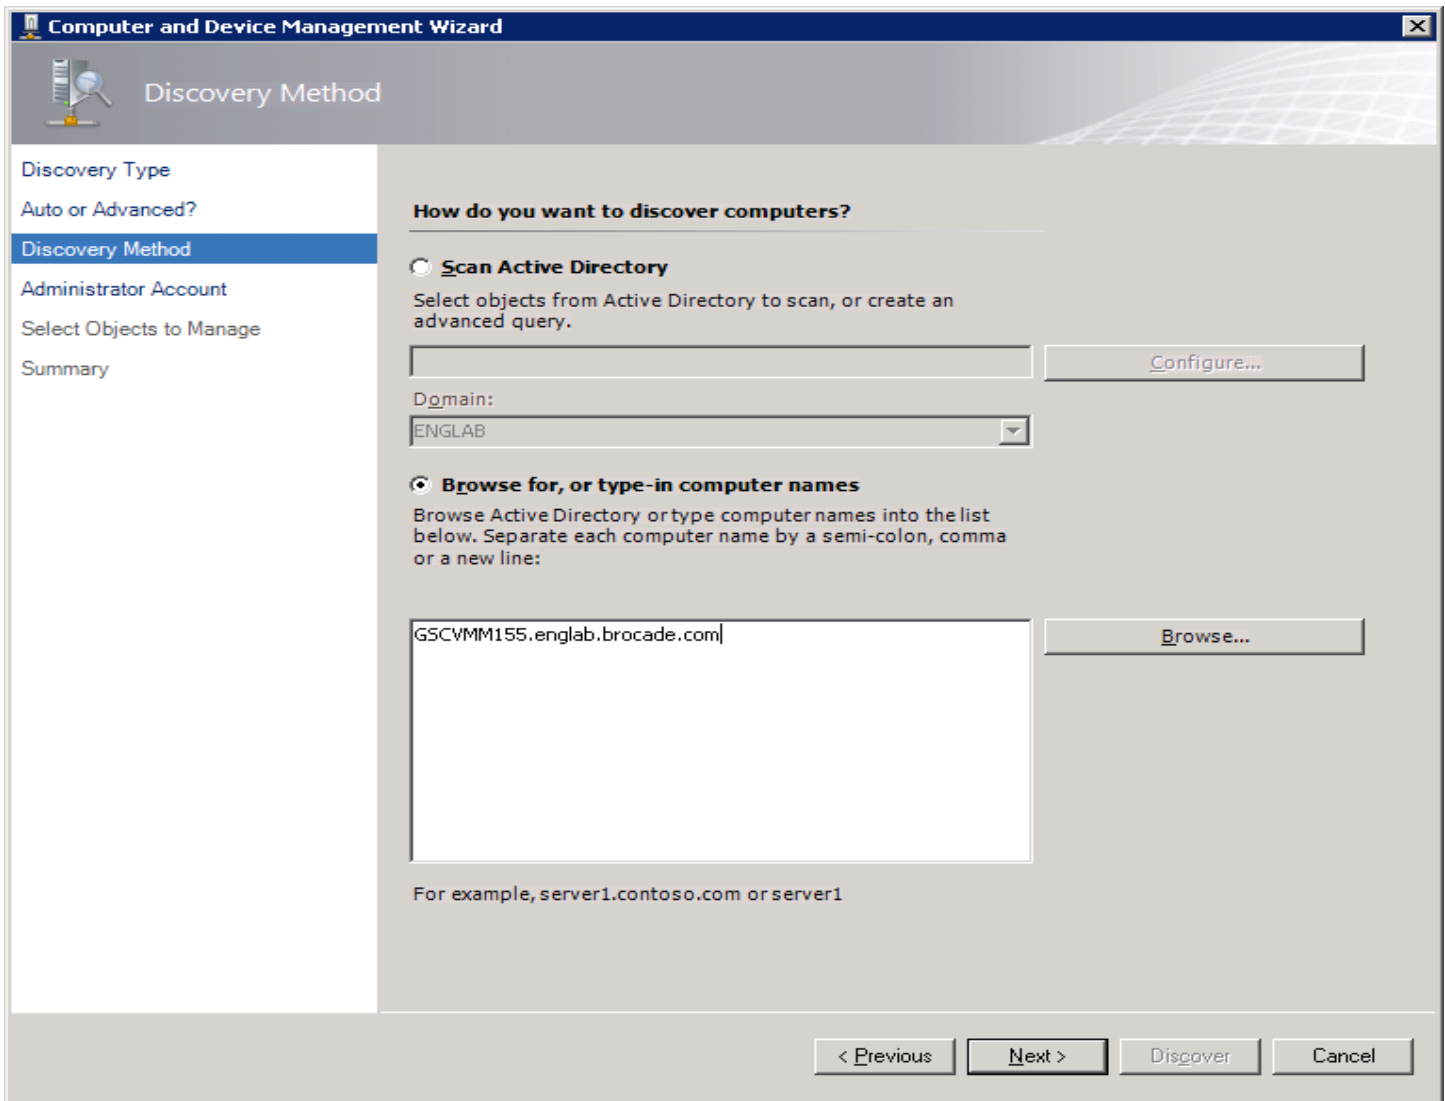 Computer and Device Management Wizard
Discovery Method
Discovery Type
Auto or Advanced?
Discovery Method
Administrator Account
Select Objects to Manage
Summary
How do you want to discover computers?
Scan Active Directory
Select objects from Active Directory to scan, or create an
advanced query.
Configure...
Domain:
ENGLAB
Browse for, or type-in computer names
Browse Active Directory or type computer names into the list
below. Separate each computer name by a semi-colon, comma
or a new line:
GSCVMM155.englab.brocade.com
Browse...
For example, server1.contoso.com or server1
< Previous
Next >
Discover
Cancel